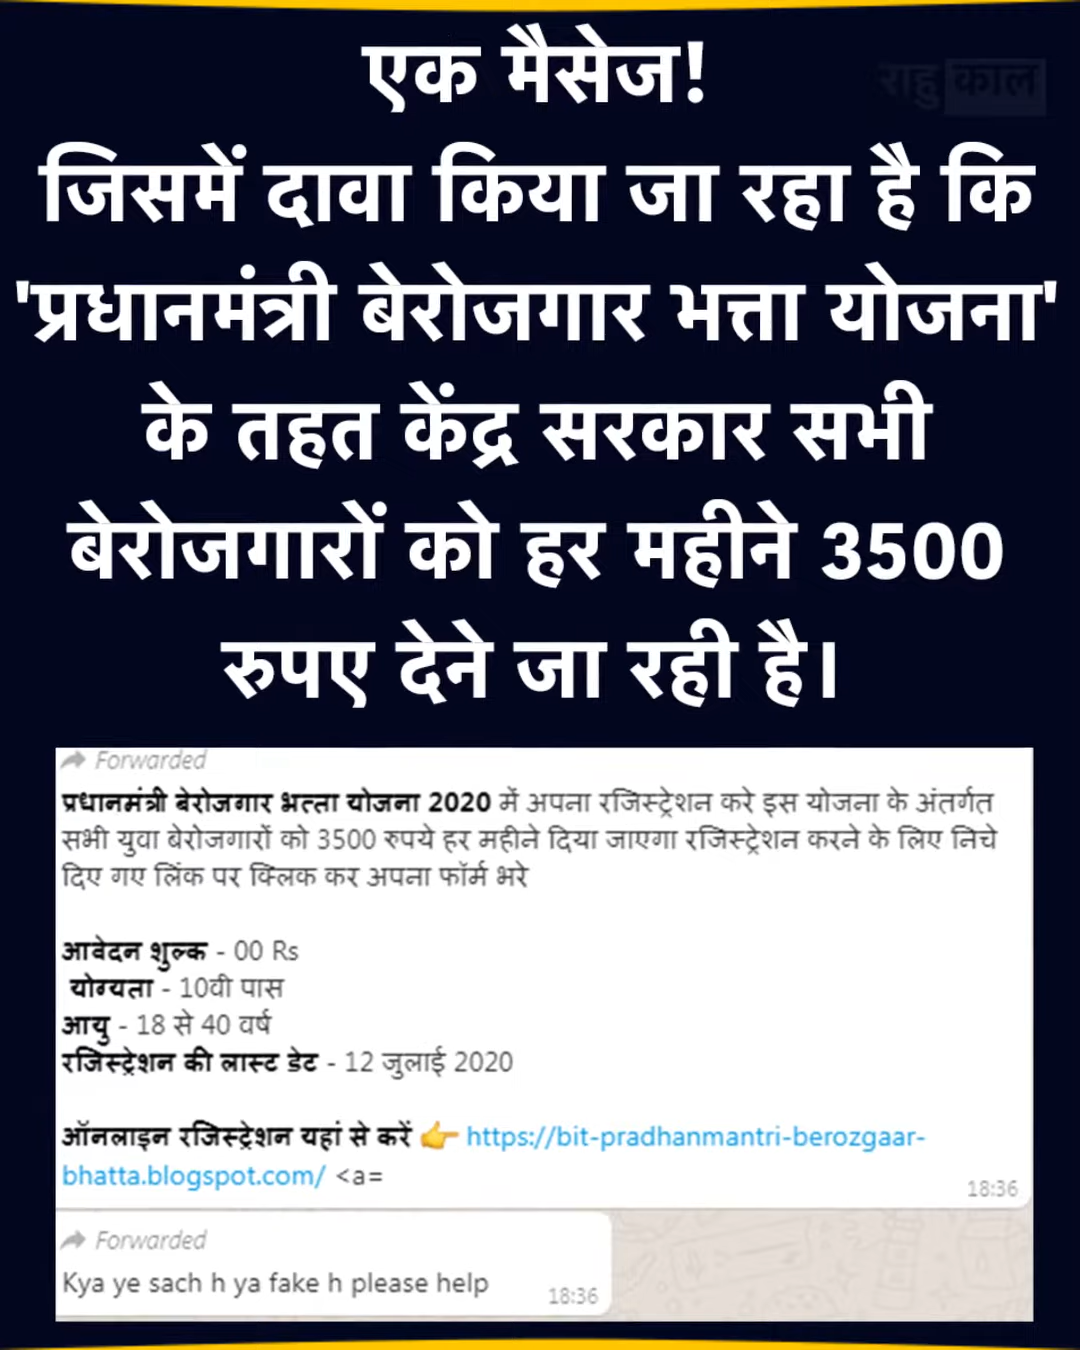 एक मैसेज!
राहु काल
जिसमें दावा किया जा रहा है कि
'प्रधानमंत्री बेरोजगार भत्ता योजना'
के तहत केंद्र सरकार सभी
बेरोजगारों को हर महीने 3500
रुपए देने जा रही है।
Forwarded
प्रधानमंत्री बेरोजगार भत्ता योजना 2020 में अपना रजिस्ट्रेशन करे इस योजना के अंतर्गत
सभी युवा बेरोजगारों को 3500 रुपये हर महीने दिया जाएगा रजिस्ट्रेशन करने के लिए निचे
दिए गए लिंक पर क्लिक कर अपना फॉर्म भरे
आवेदन शुल्क - 00 Rs
योग्यता - 10वी पास
आयु - 18 से 40 वर्ष
रजिस्ट्रेशन की लास्ट डेट - 12 जुलाई 2020
ऑनलाइन रजिस्ट्रेशन यहां से करें 👉 https://bit-pradhanmantri-berozgaar-
bhatta.blogspot.com/ <a=
18:36
Forwarded
Kya ye sach h ya fake h please help
18:36